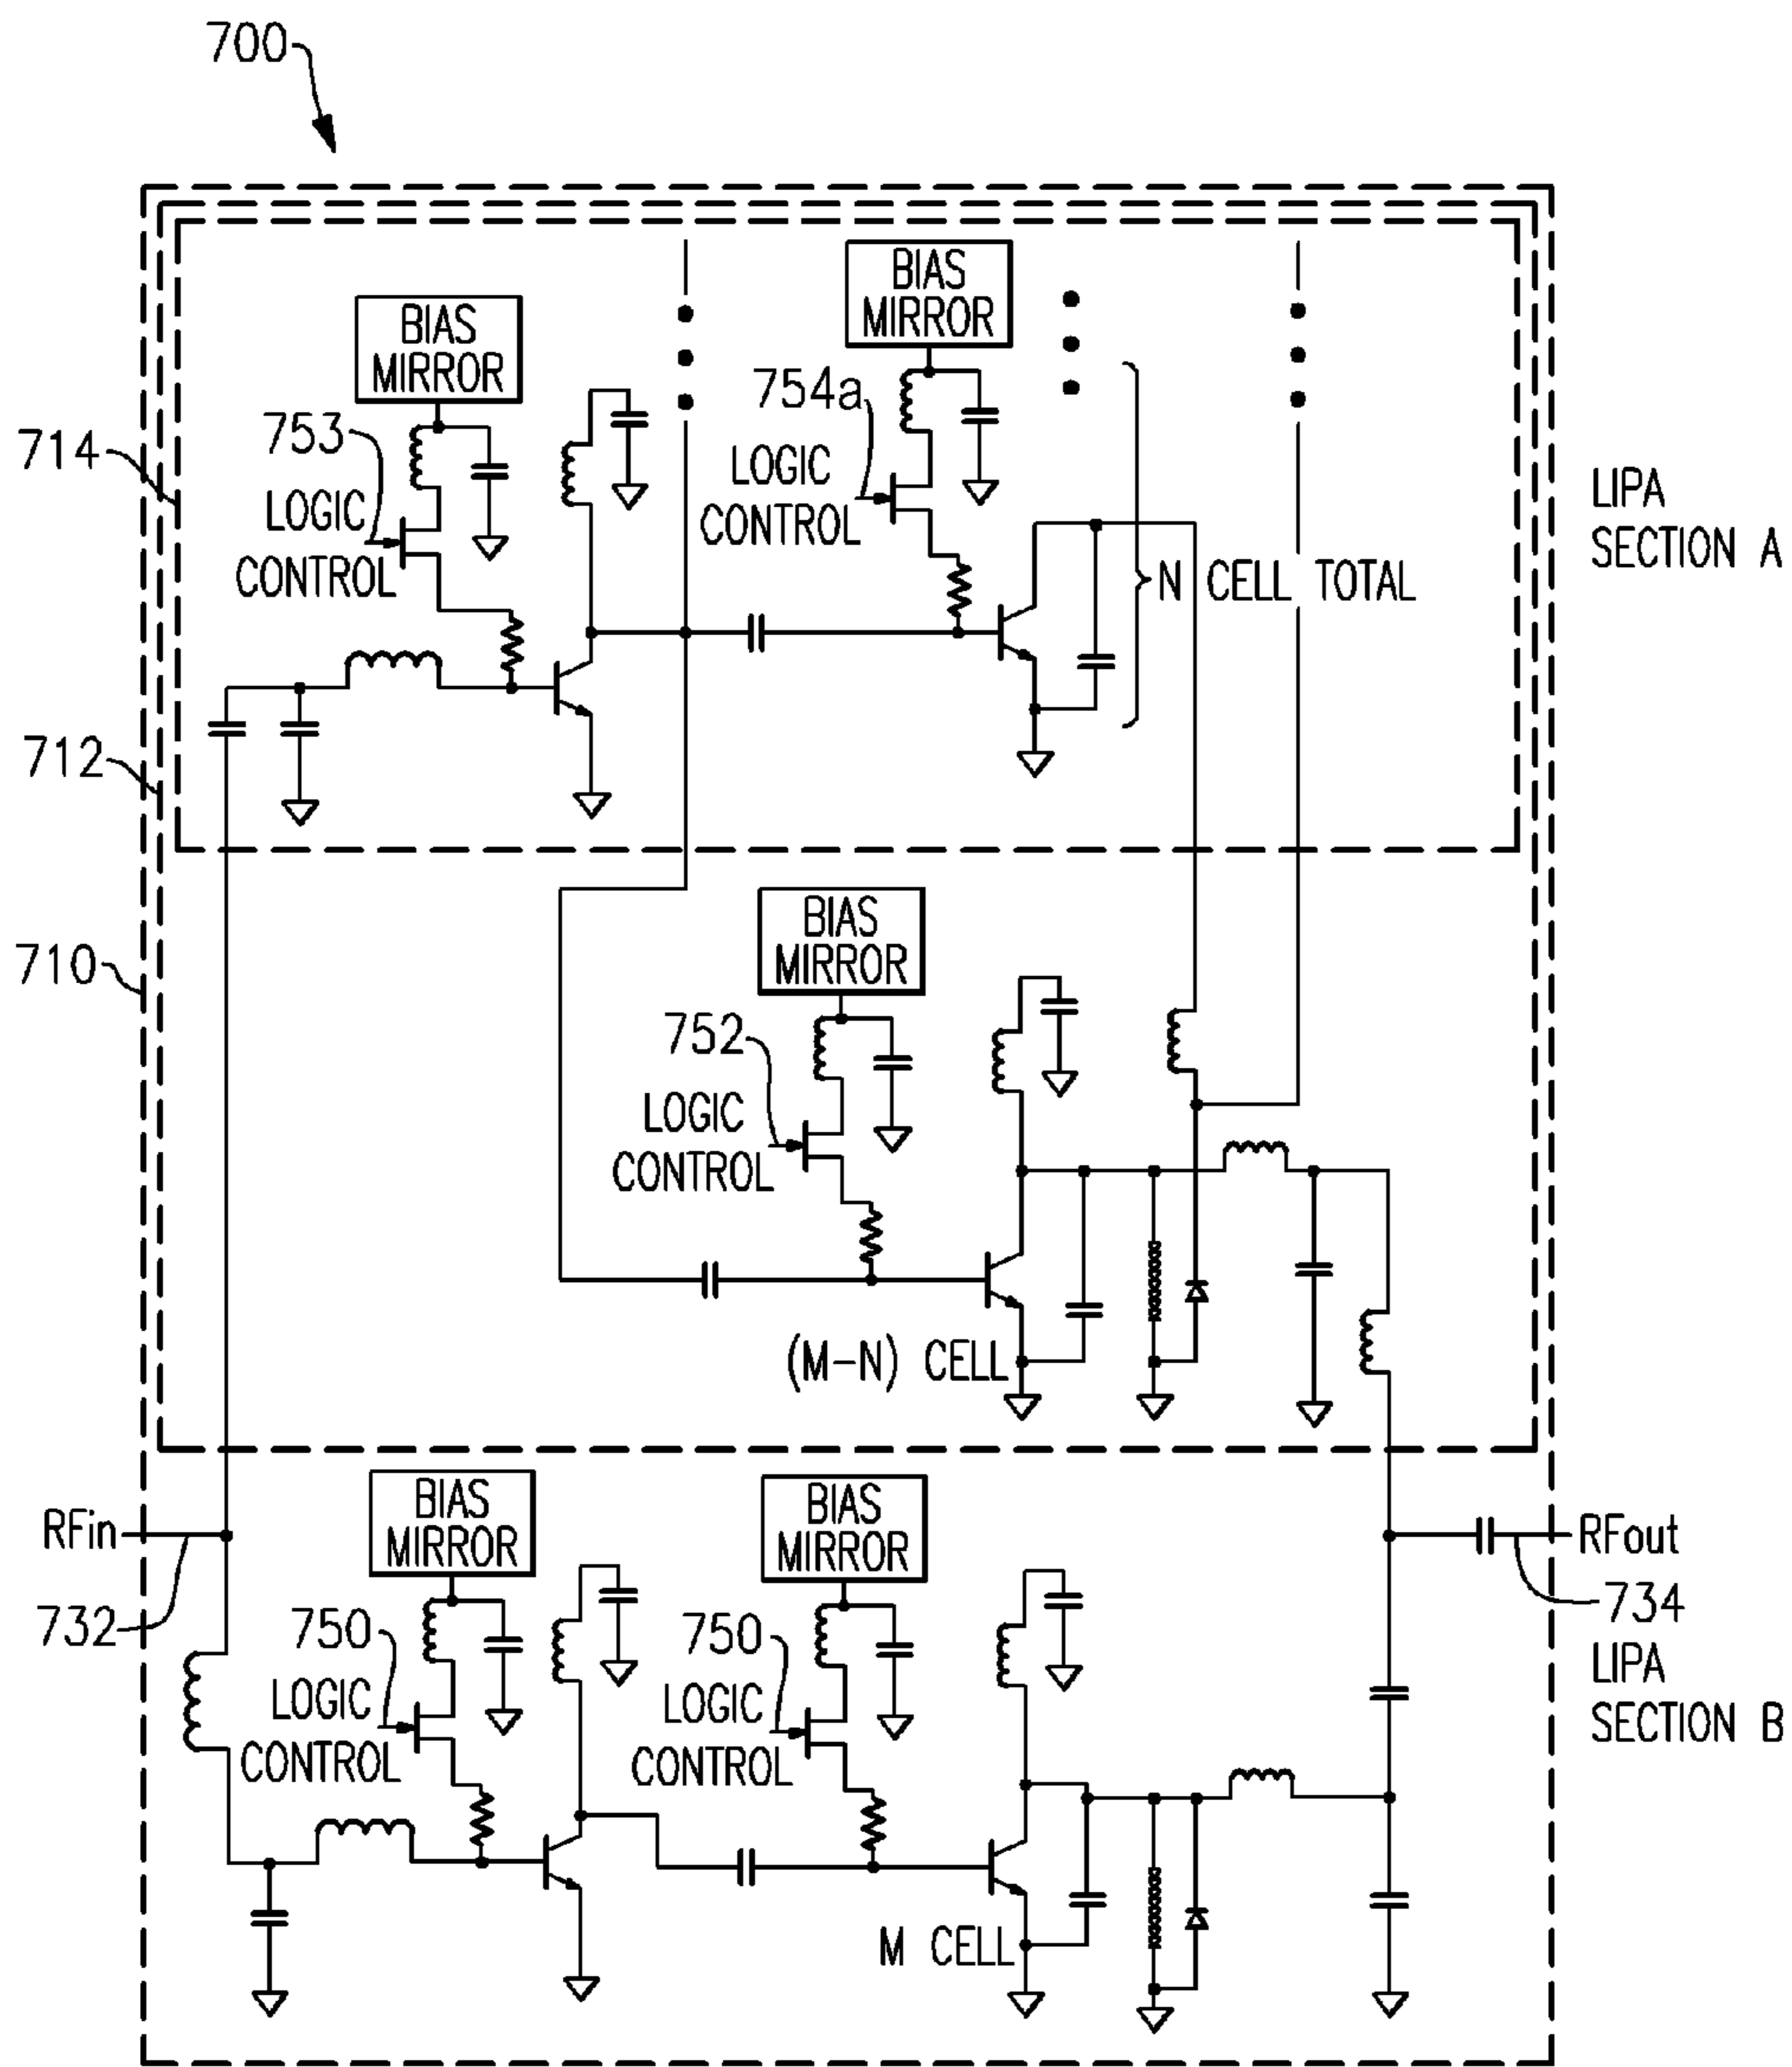 700
BIAS
MIRROR
BIAS
MIRROR
753
754a
714
LOGIC
CONTROL
LOGIC
CONTROL
LIPA
SECTION A
N CELL TOTAL
712
BIAS
MIRROR
710
752
LOGIC
CONTROL
(M-N) CELL
BIAS
MIRROR
BIAS
MIRROR
RFin
RFout
732
734
750
750
LOGIC
CONTROL
LOGIC
CONTROL
LIPA
SECTION B
M CELL